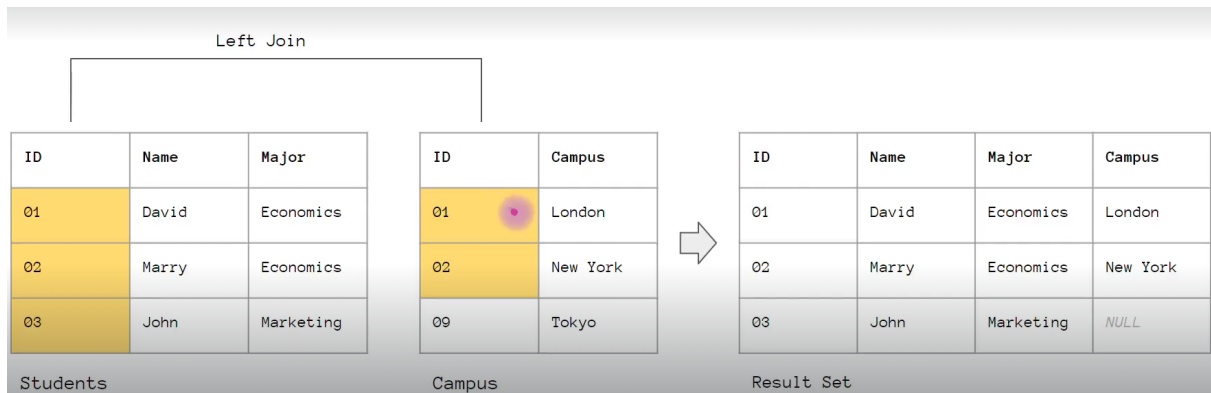 Left Join
ID Name Major
01 David Economics
02 Marry Economics
03 John Marketing
Students
ID Campus
01 London
02 New York
09 Tokyo
Campus
ID Name Major Campus
01 David Economics London
02 Marry Economics New York
03 John Marketing NULL
Result Set